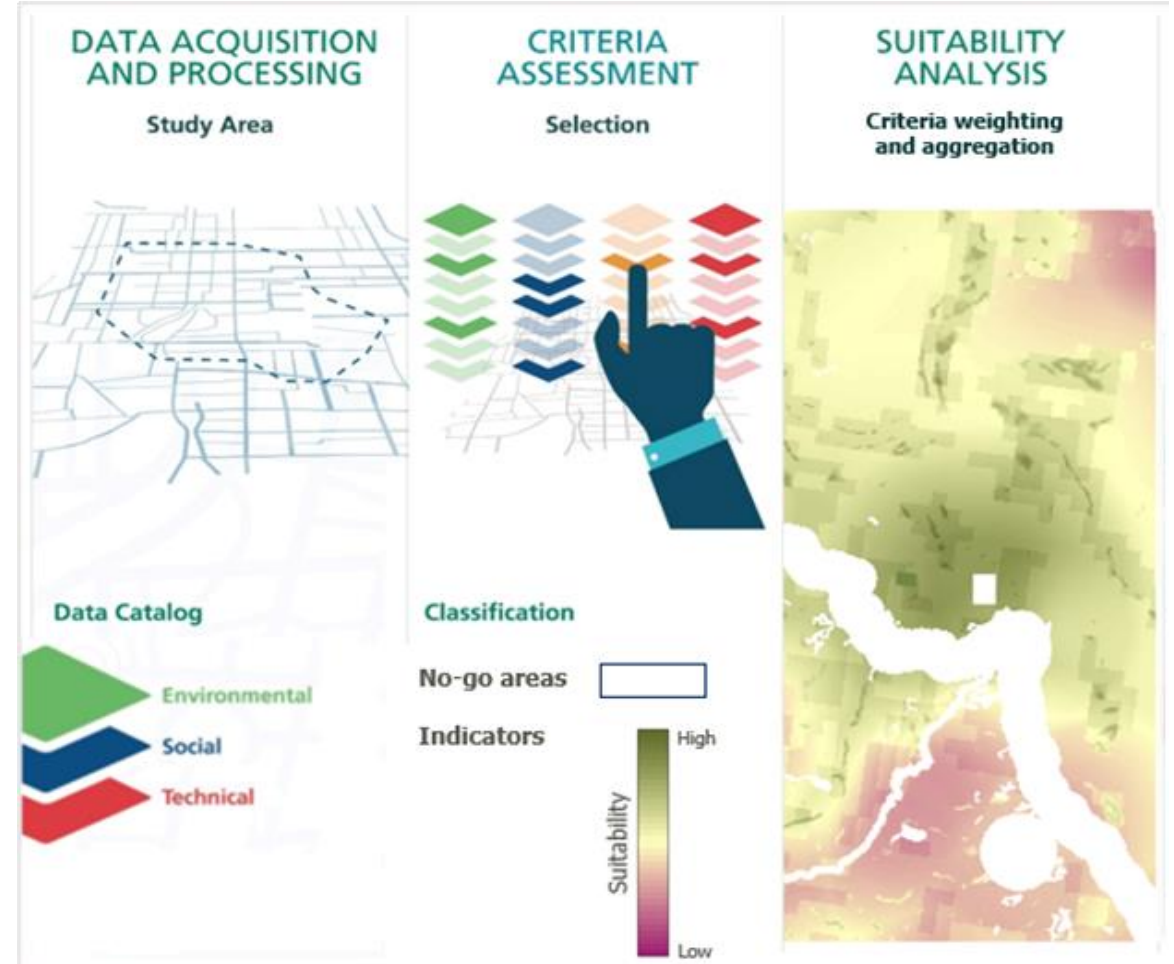 DATA ACQUISITION
AND PROCESSING
Study Area
Data Catalog
Environmental
Social
Technical
CRITERIA
ASSESSMENT
Selection
Classification
No-go areas
Indicators
High
Suitability
Low
SUITABILITY
ANALYSIS
Criteria weighting
and aggregation